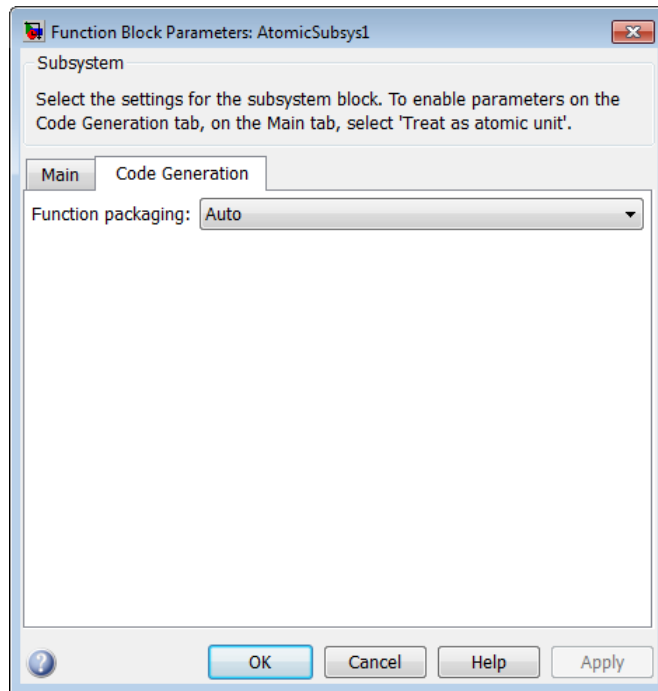 Function Block Parameters: AtomicSubsys1
Subsystem
Select the settings for the subsystem block. To enable parameters on the
Code Generation tab, on the Main tab, select 'Treat as atomic unit'.
Main Code Generation
Function packaging: Auto
OK Cancel Help Apply